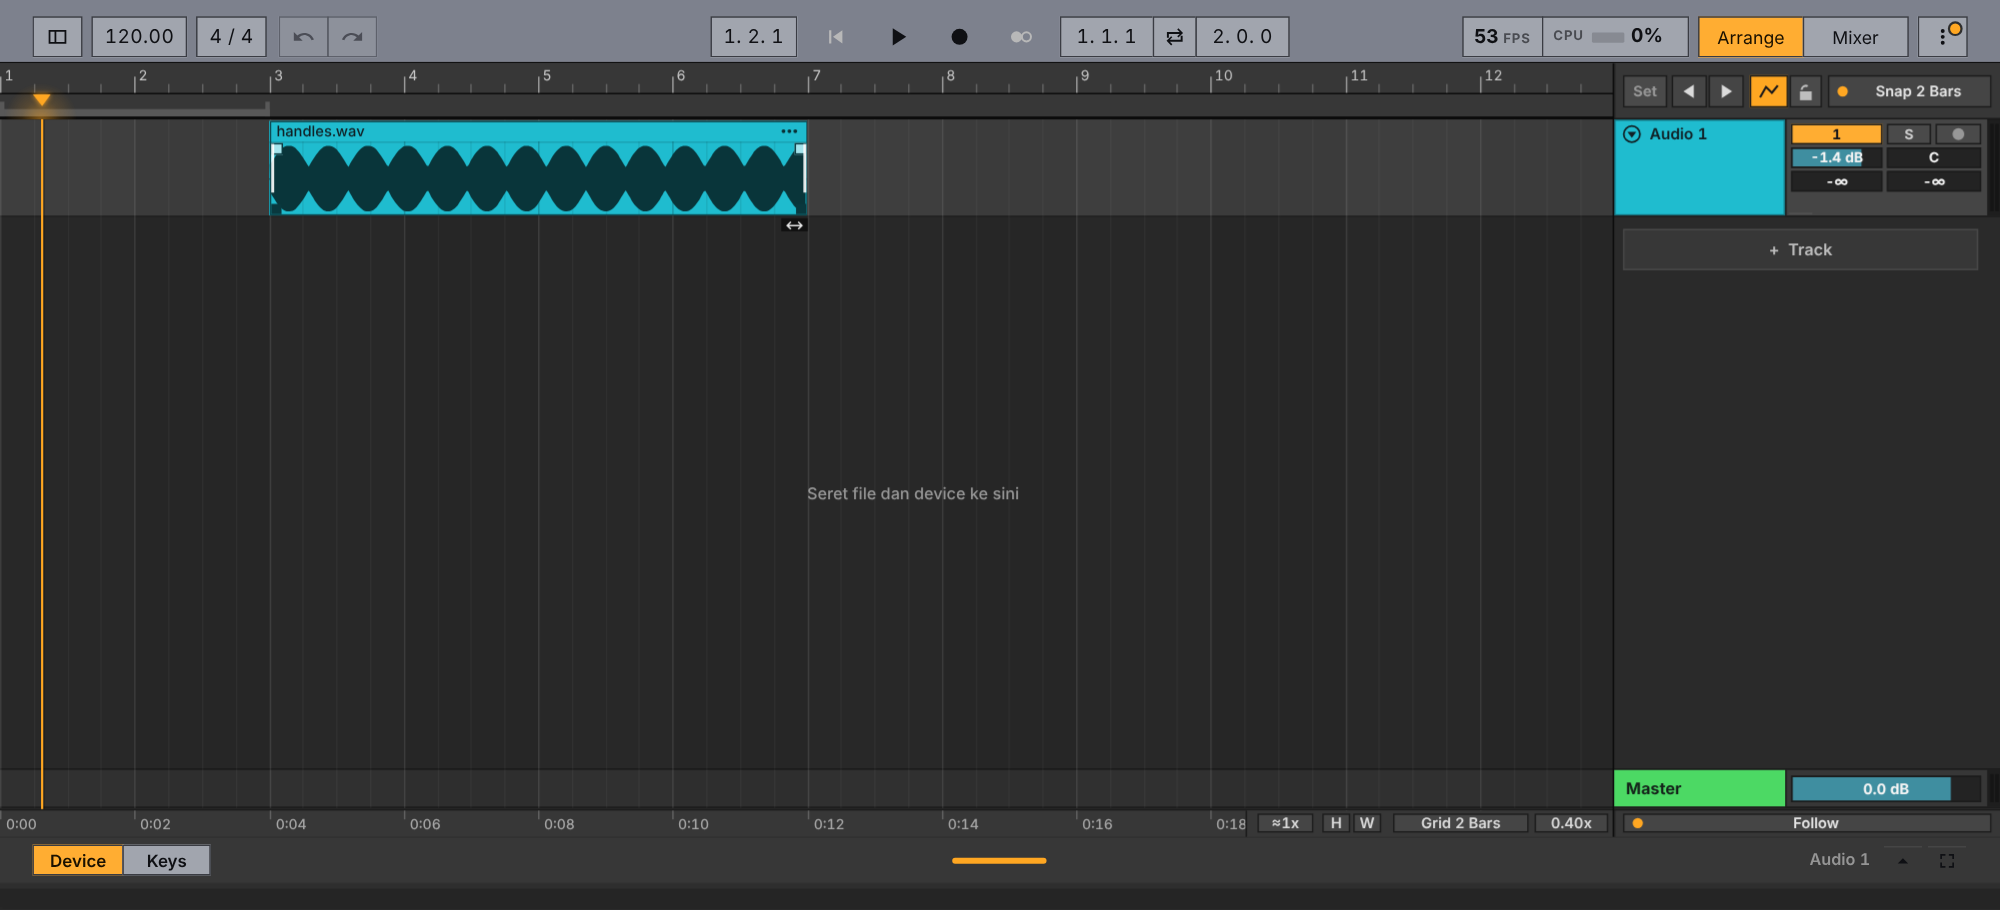 120.00
4 / 4
1. 2. 1
1. 1. 1
2. 0. 0
53 FPS
CPU 0%
Arrange
Mixer
1 2 3 4 5 6 7 8 9 10 11 12
Set
Snap 2 Bars
handles.wav
Audio 1
1
S
-1.4 dB
C
-∞
-∞
+ Track
Seret file dan device ke sini
Master
0.0 dB
0:00 0:02 0:04 0:06 0:08 0:10 0:12 0:14 0:16 0:18
≈1x
H
W
Grid 2 Bars
0.40x
Follow
Device
Keys
Audio 1